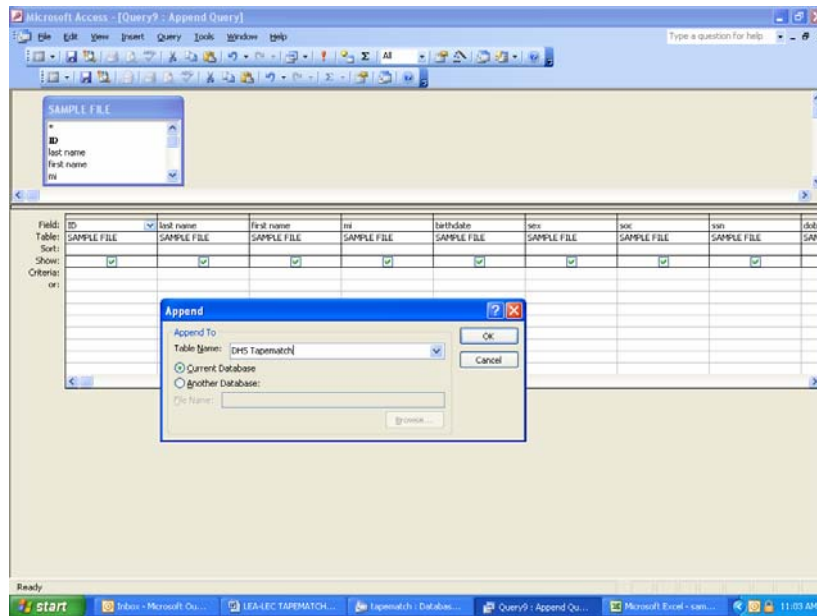 Microsoft Access - [Query9 : Append Query]
File Edit View Insert Query Tools Window Help
Type a question for help
All
SAMPLE FILE
*
ID
last name
first name
mi
Field: ID last name first name mi birthdate sex soc ssn dob
Table: SAMPLE FILE SAMPLE FILE SAMPLE FILE SAMPLE FILE SAMPLE FILE SAMPLE FILE SAMPLE FILE SAMPLE FILE SAM
Sort:
Show:
Criteria:
or:
Append
Append To
Table Name: DHS Tapematch
OK
Current Database
Cancel
Another Database:
File Name:
Browse...
Ready
start Inbox - Microsoft Ou... LEA-LEC TAPEMATCH... tapematch : Databas... Query9 : Append Qu... Microsoft Excel - sam... 11:03 AM